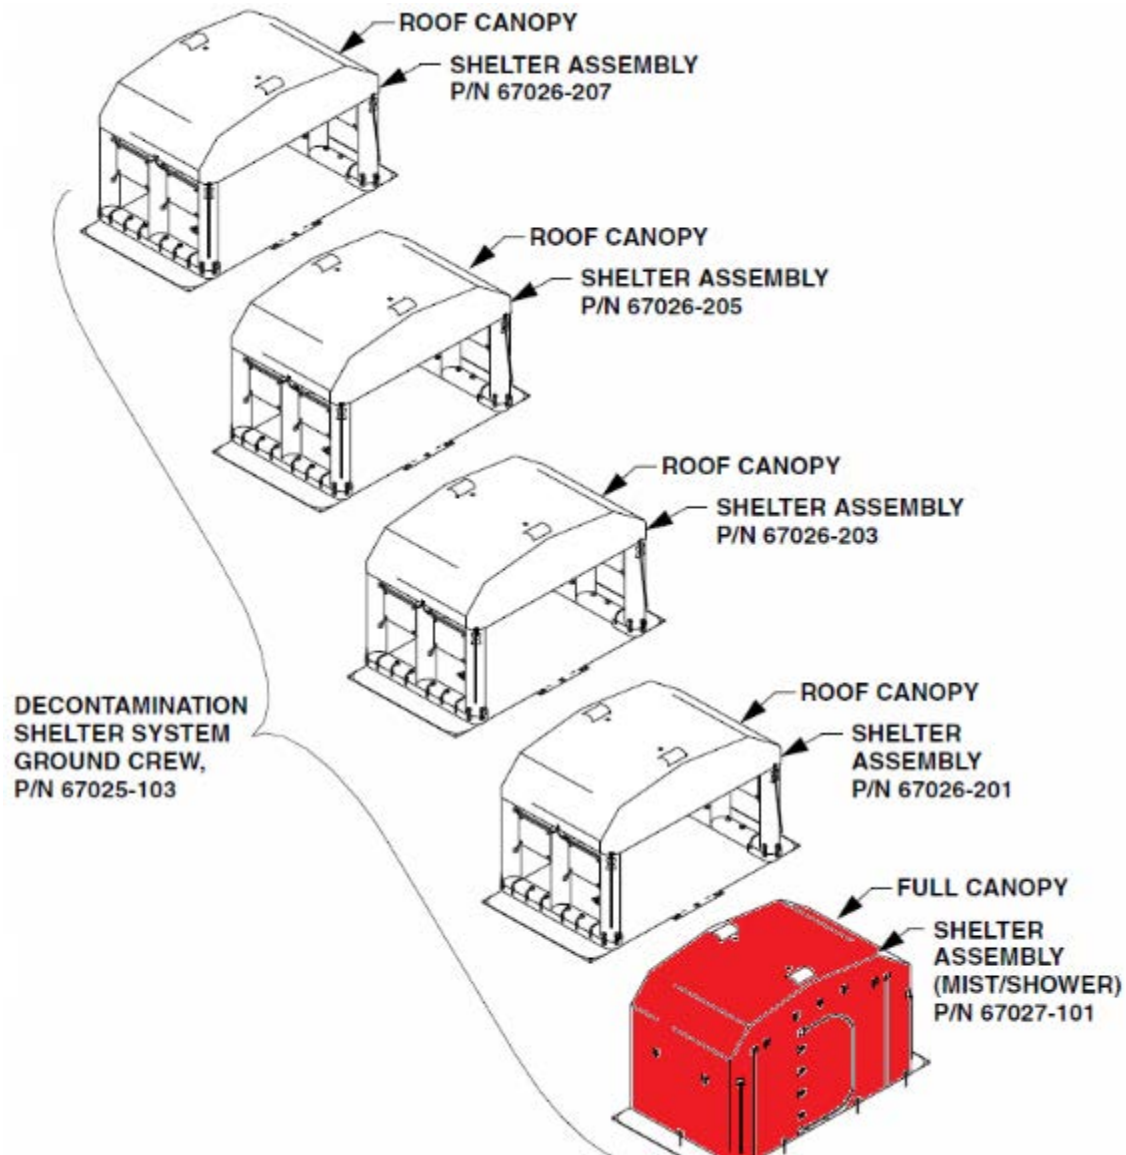 ROOF CANOPY
SHELTER ASSEMBLY
P/N 67026-207
ROOF CANOPY
SHELTER ASSEMBLY
P/N 67026-205
ROOF CANOPY
SHELTER ASSEMBLY
P/N 67026-203
DECONTAMINATION
SHELTER SYSTEM
GROUND CREW,
P/N 67025-103
ROOF CANOPY
SHELTER
ASSEMBLY
P/N 67026-201
FULL CANOPY
SHELTER
ASSEMBLY
(MIST/SHOWER)
P/N 67027-101